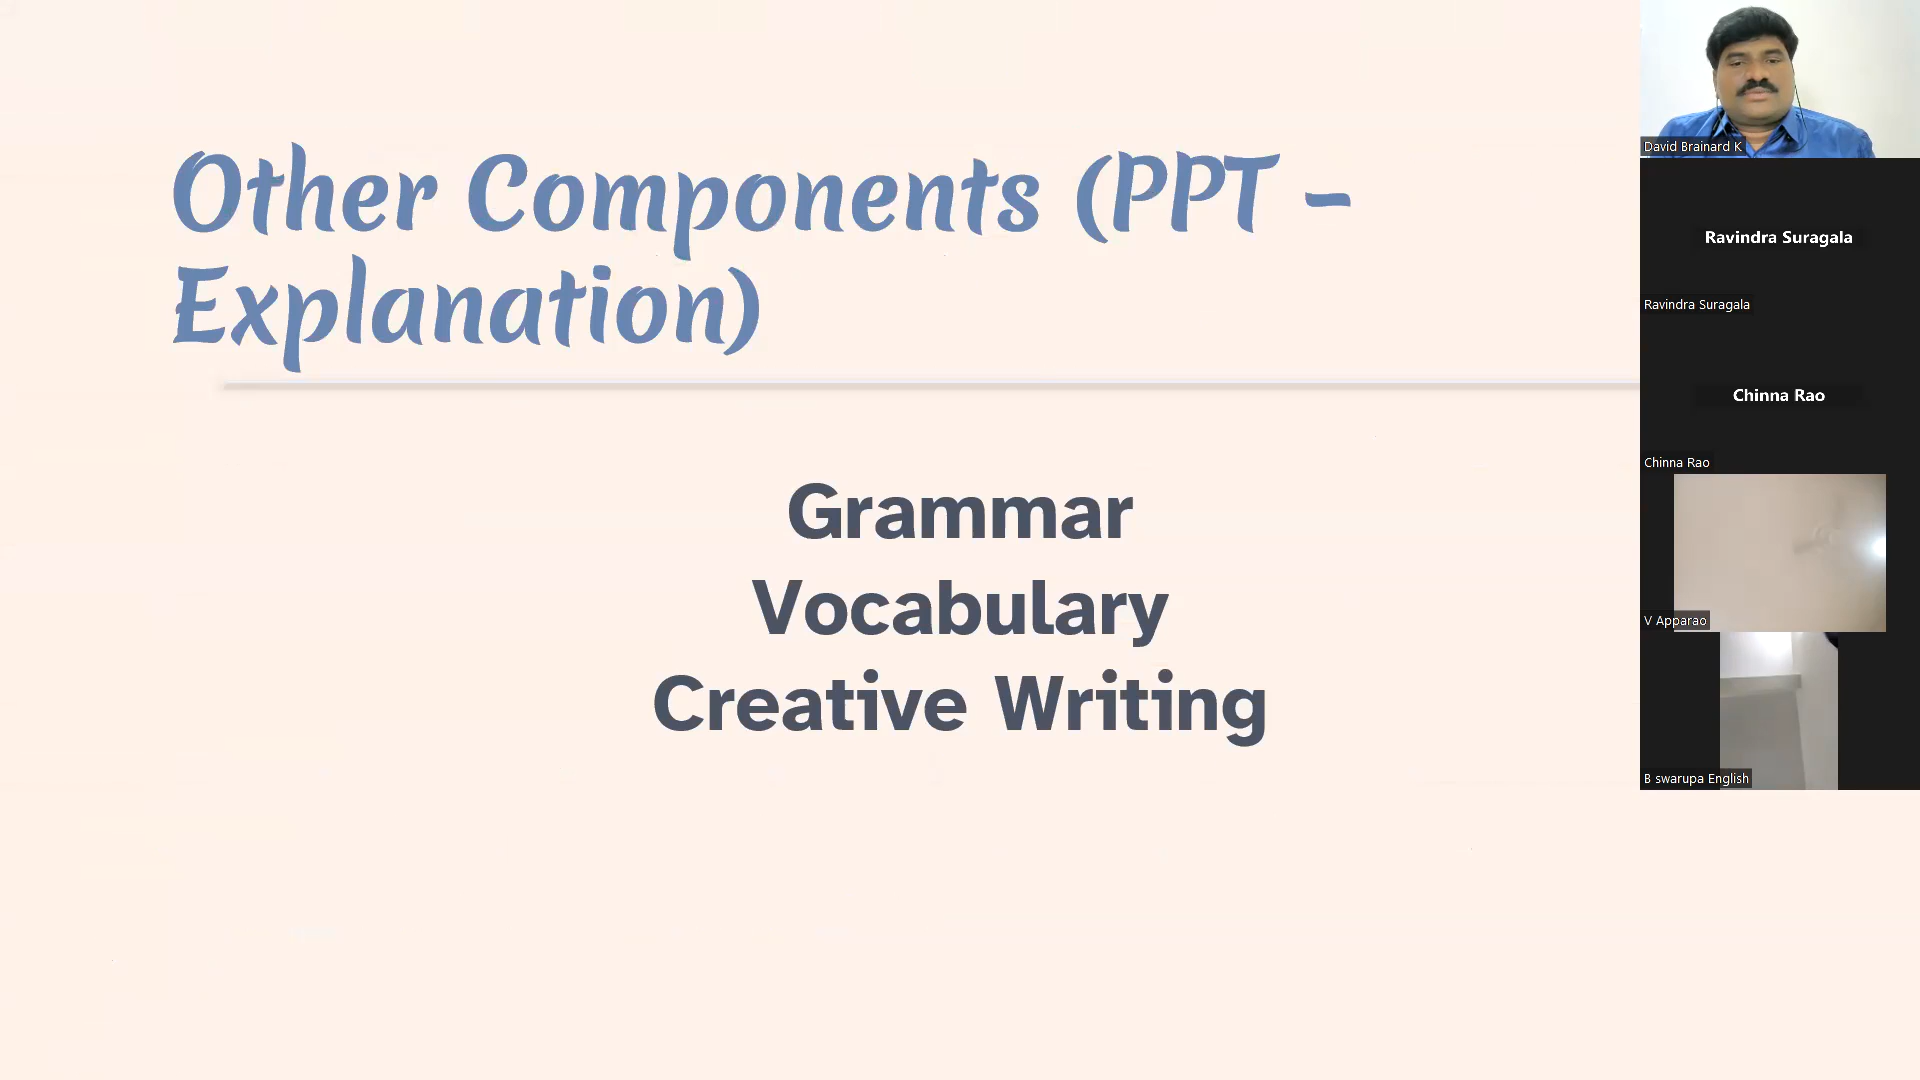 Other Components (PPT –
Explanation)
Grammar
Vocabulary
Creative Writing
David Brainard K
Ravindra Suragala
Ravindra Suragala
Chinna Rao
Chinna Rao
V Apparao
B swarupa English